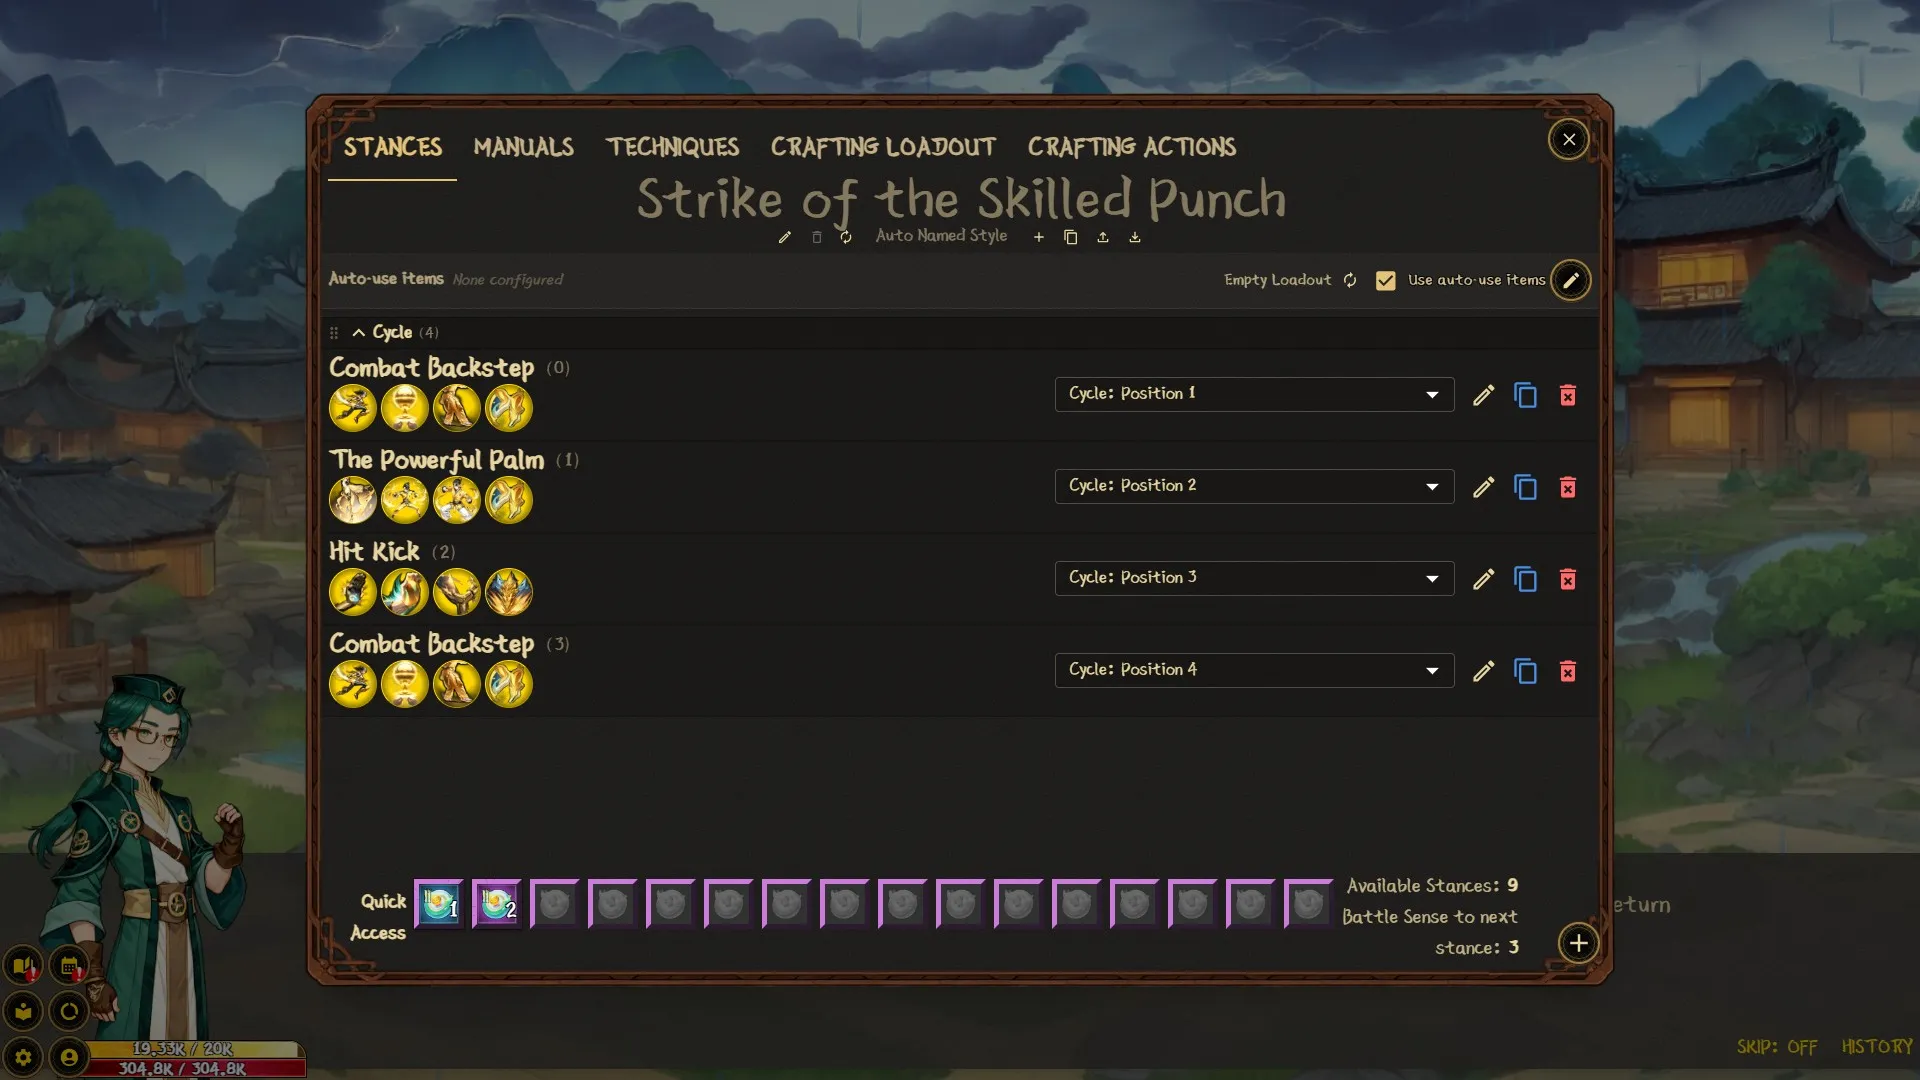 STANCES MANUALS TECHNIQUES CRAFTING LOADOUT CRAFTING ACTIONS
Strike of the Skilled Punch
Auto Named Style
Auto-use items None configured
Empty Loadout Use auto-use items
Cycle (4)
Combat Backstep (0)
Cycle: Position 1
The Powerful Palm (1)
Cycle: Position 2
Hit Kick (2)
Cycle: Position 3
Combat Backstep (3)
Cycle: Position 4
Quick Access
1
2
Available Stances: 9
Battle Sense to next
stance: 3
eturn
19.33K / 20K
304.8K / 304.8K
SKIP: OFF HISTORY